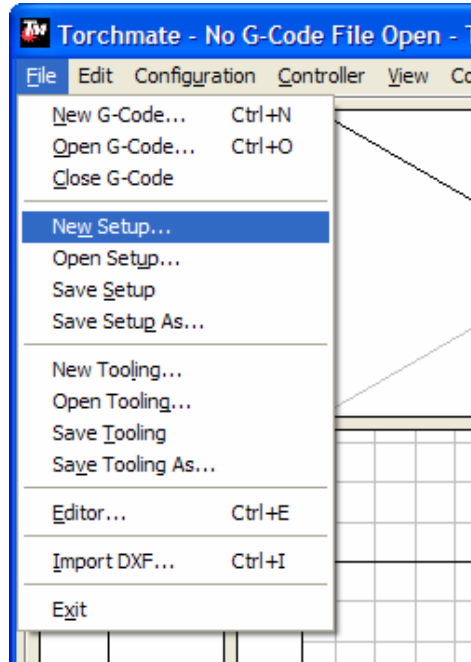 TM Torchmate - No G-Code File Open -
File Edit Configuration Controller View
New G-Code... Ctrl+N
Open G-Code... Ctrl+O
Close G-Code
New Setup...
Open Setup...
Save Setup
Save Setup As...
New Tooling...
Open Tooling...
Save Tooling
Save Tooling As...
Editor... Ctrl+E
Import DXF... Ctrl+I
Exit